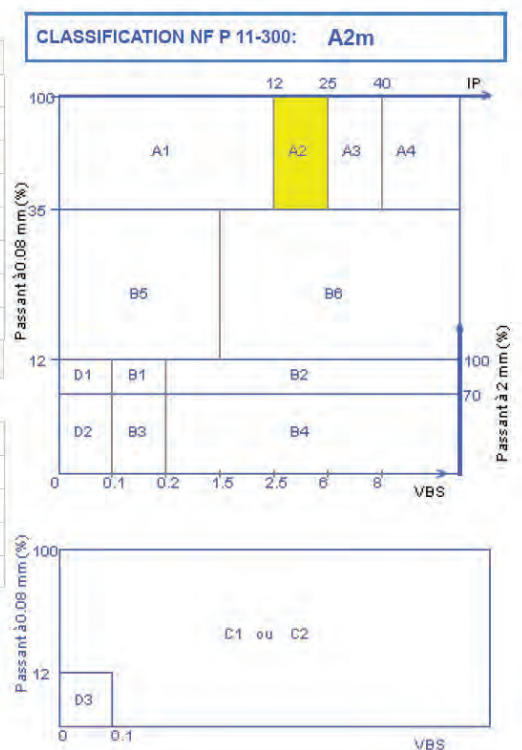 CLASSIFICATION NF P 11-300: A2m
12 25 40 IP
100
A1 A2 A3 A4
Passant à 0.08 mm (%)
35
B5 B6
12
D1 B1 B2 100
70
Passant à 2 mm (%)
D2 B3 B4
0 0.1 0.2 1.5 2.5 6 8
VBS
100
Passant à 0.08 mm (%)
C1 ou C2
12
D3
0 0.1
VBS